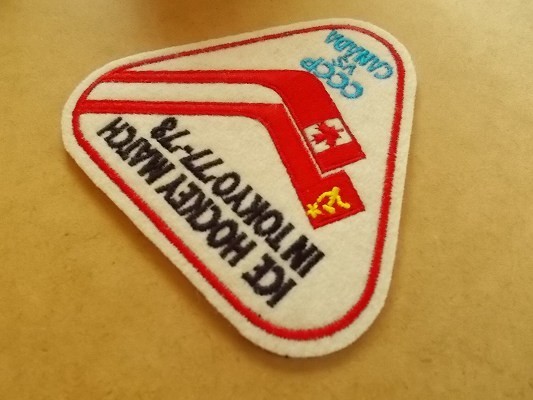 CCCP
VS
CANADA
ICE HOCKEY MATCH
IN TOKYO '77-'78